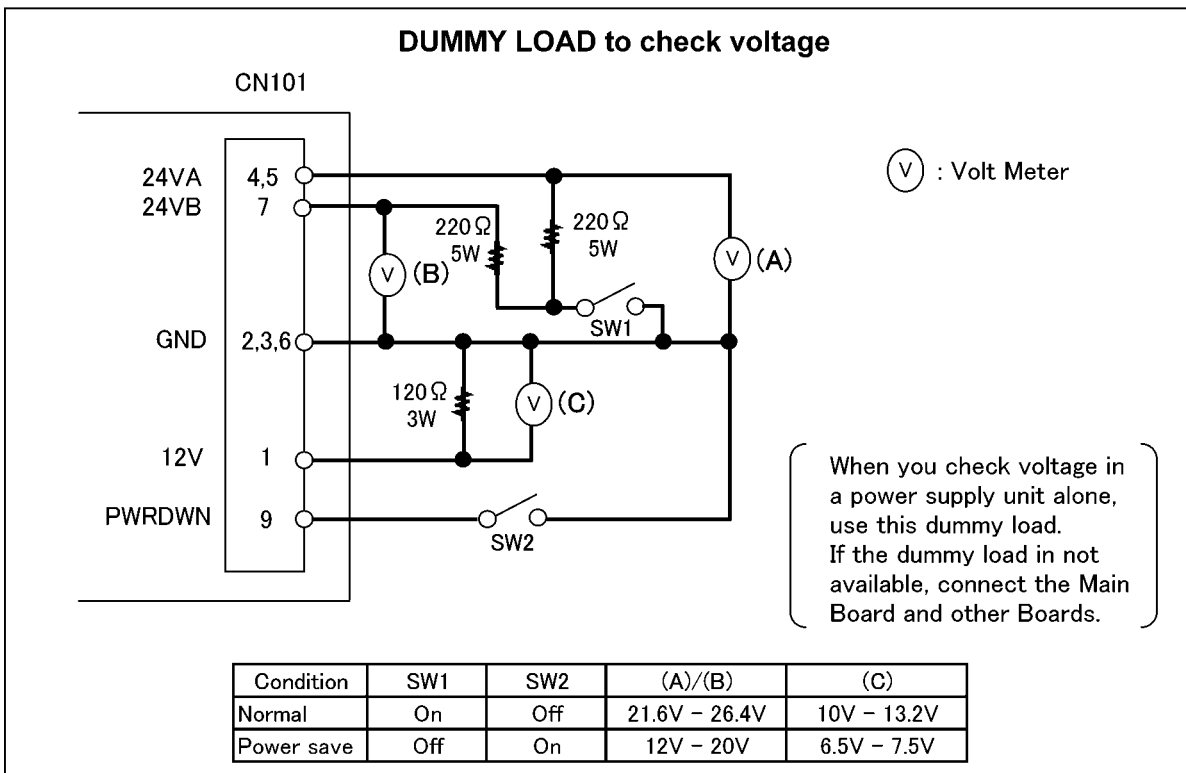 DUMMY LOAD to check voltage
CN101
24VA 4,5
24VB 7
220Ω
5W
220Ω
5W
V (A)
V (B)
V : Volt Meter
SW1
GND 2,3,6
120Ω
3W
V (C)
12V 1
PWRDWN 9
SW2
When you check voltage in
a power supply unit alone,
use this dummy load.
If the dummy load in not
available, connect the Main
Board and other Boards.
Condition SW1 SW2 (A)/(B) (C)
Normal On Off 21.6V - 26.4V 10V - 13.2V
Power save Off On 12V - 20V 6.5V - 7.5V